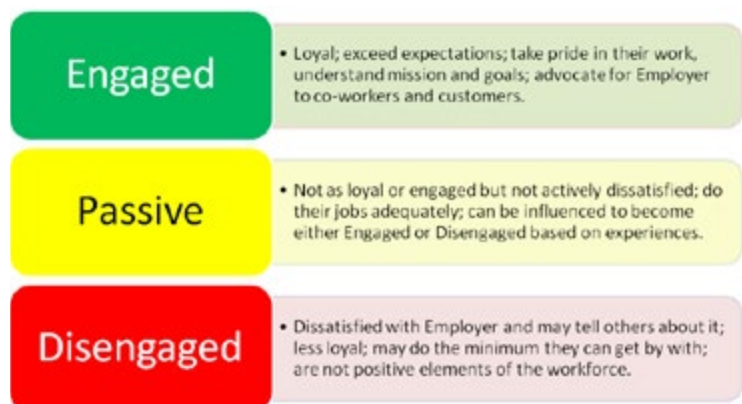 Engaged
• Loyal; exceed expectations; take pride in their work,
understand mission and goals; advocate for Employer
to co-workers and customers.
Passive
• Not as loyal or engaged but not actively dissatisfied; do
their jobs adequately; can be influenced to become
either Engaged or Disengaged based on experiences.
Disengaged
• Dissatisfied with Employer and may tell others about it;
less loyal; may do the minimum they can get by with;
are not positive elements of the workforce.